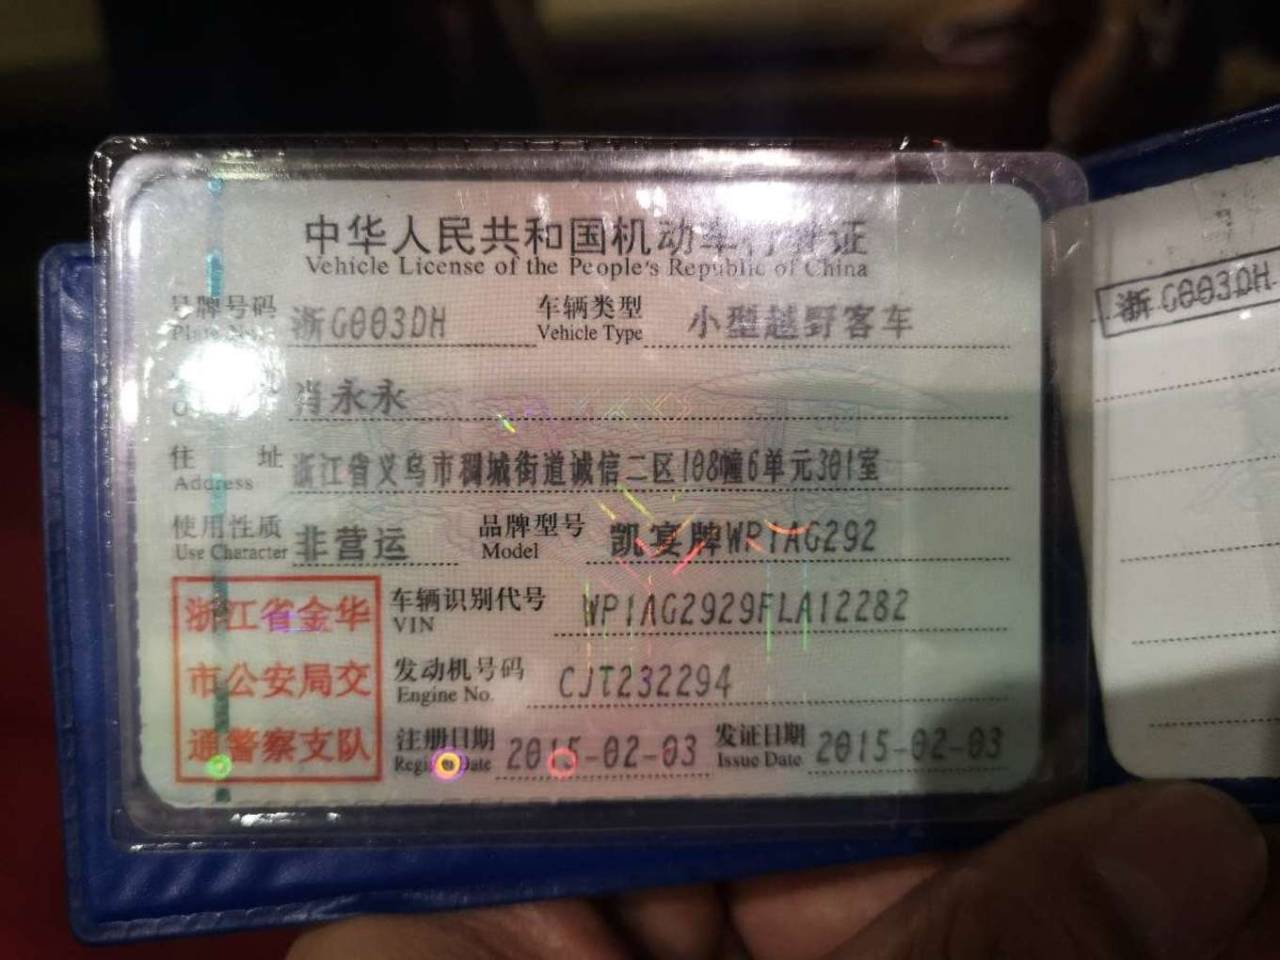 中华人民共和国机动车行驶证
Vehicle License of the People's Republic of China
号牌号码 浙G003DH 车辆类型 小型越野客车
Plate No. Vehicle Type
肖永永
住 址 浙江省义乌市稠城街道诚信二区108幢6单元301室
Address
使用性质 非营运 品牌型号 凯宴牌WP1AG292
Use Character Model
浙江省金华
市公安局交
通警察支队
车辆识别代号 WP1AG2929FLA12282
VIN
发动机号码 CJT232294
Engine No.
注册日期 2015-02-03 发证日期 2015-02-03
Register Date Issue Date
浙G003DH